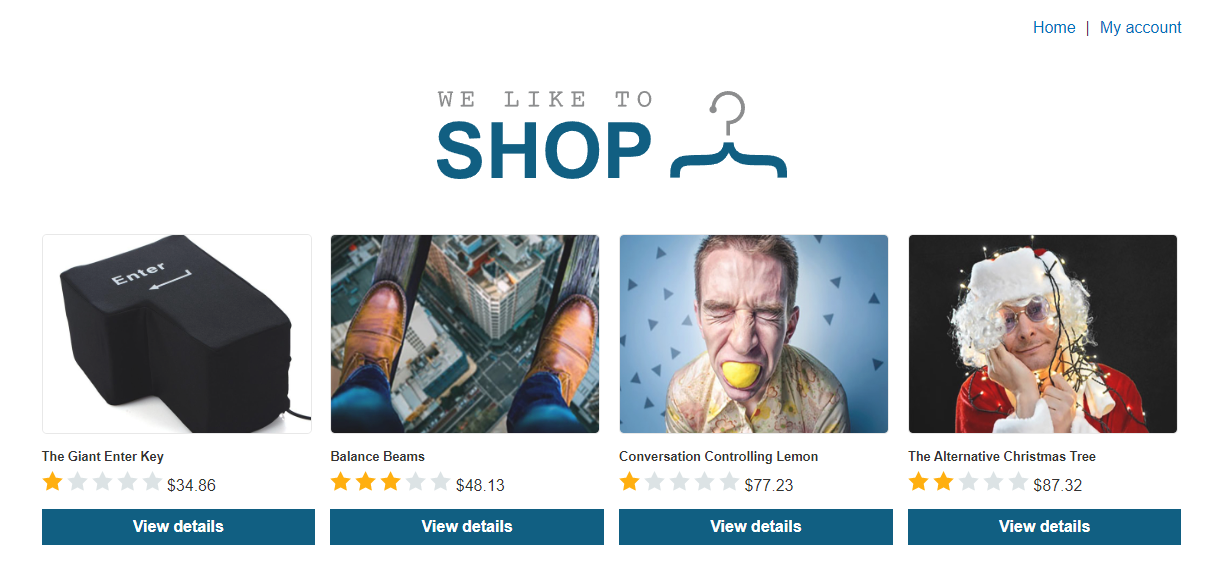 Home | My account
WE LIKE TO
SHOP
Enter
The Giant Enter Key
$34.86
View details
Balance Beams
$48.13
View details
Conversation Controlling Lemon
$77.23
View details
The Alternative Christmas Tree
$87.32
View details